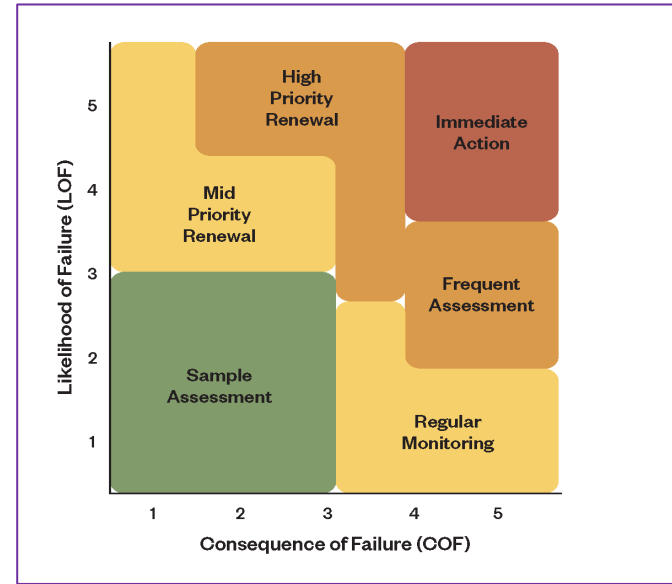 High
Priority
Renewal
Immediate
Action
Mid
Priority
Renewal
Frequent
Assessment
Sample
Assessment
Regular
Monitoring
Likelihood of Failure (LOF)
5
4
3
2
1
1
2
3
4
5
Consequence of Failure (COF)